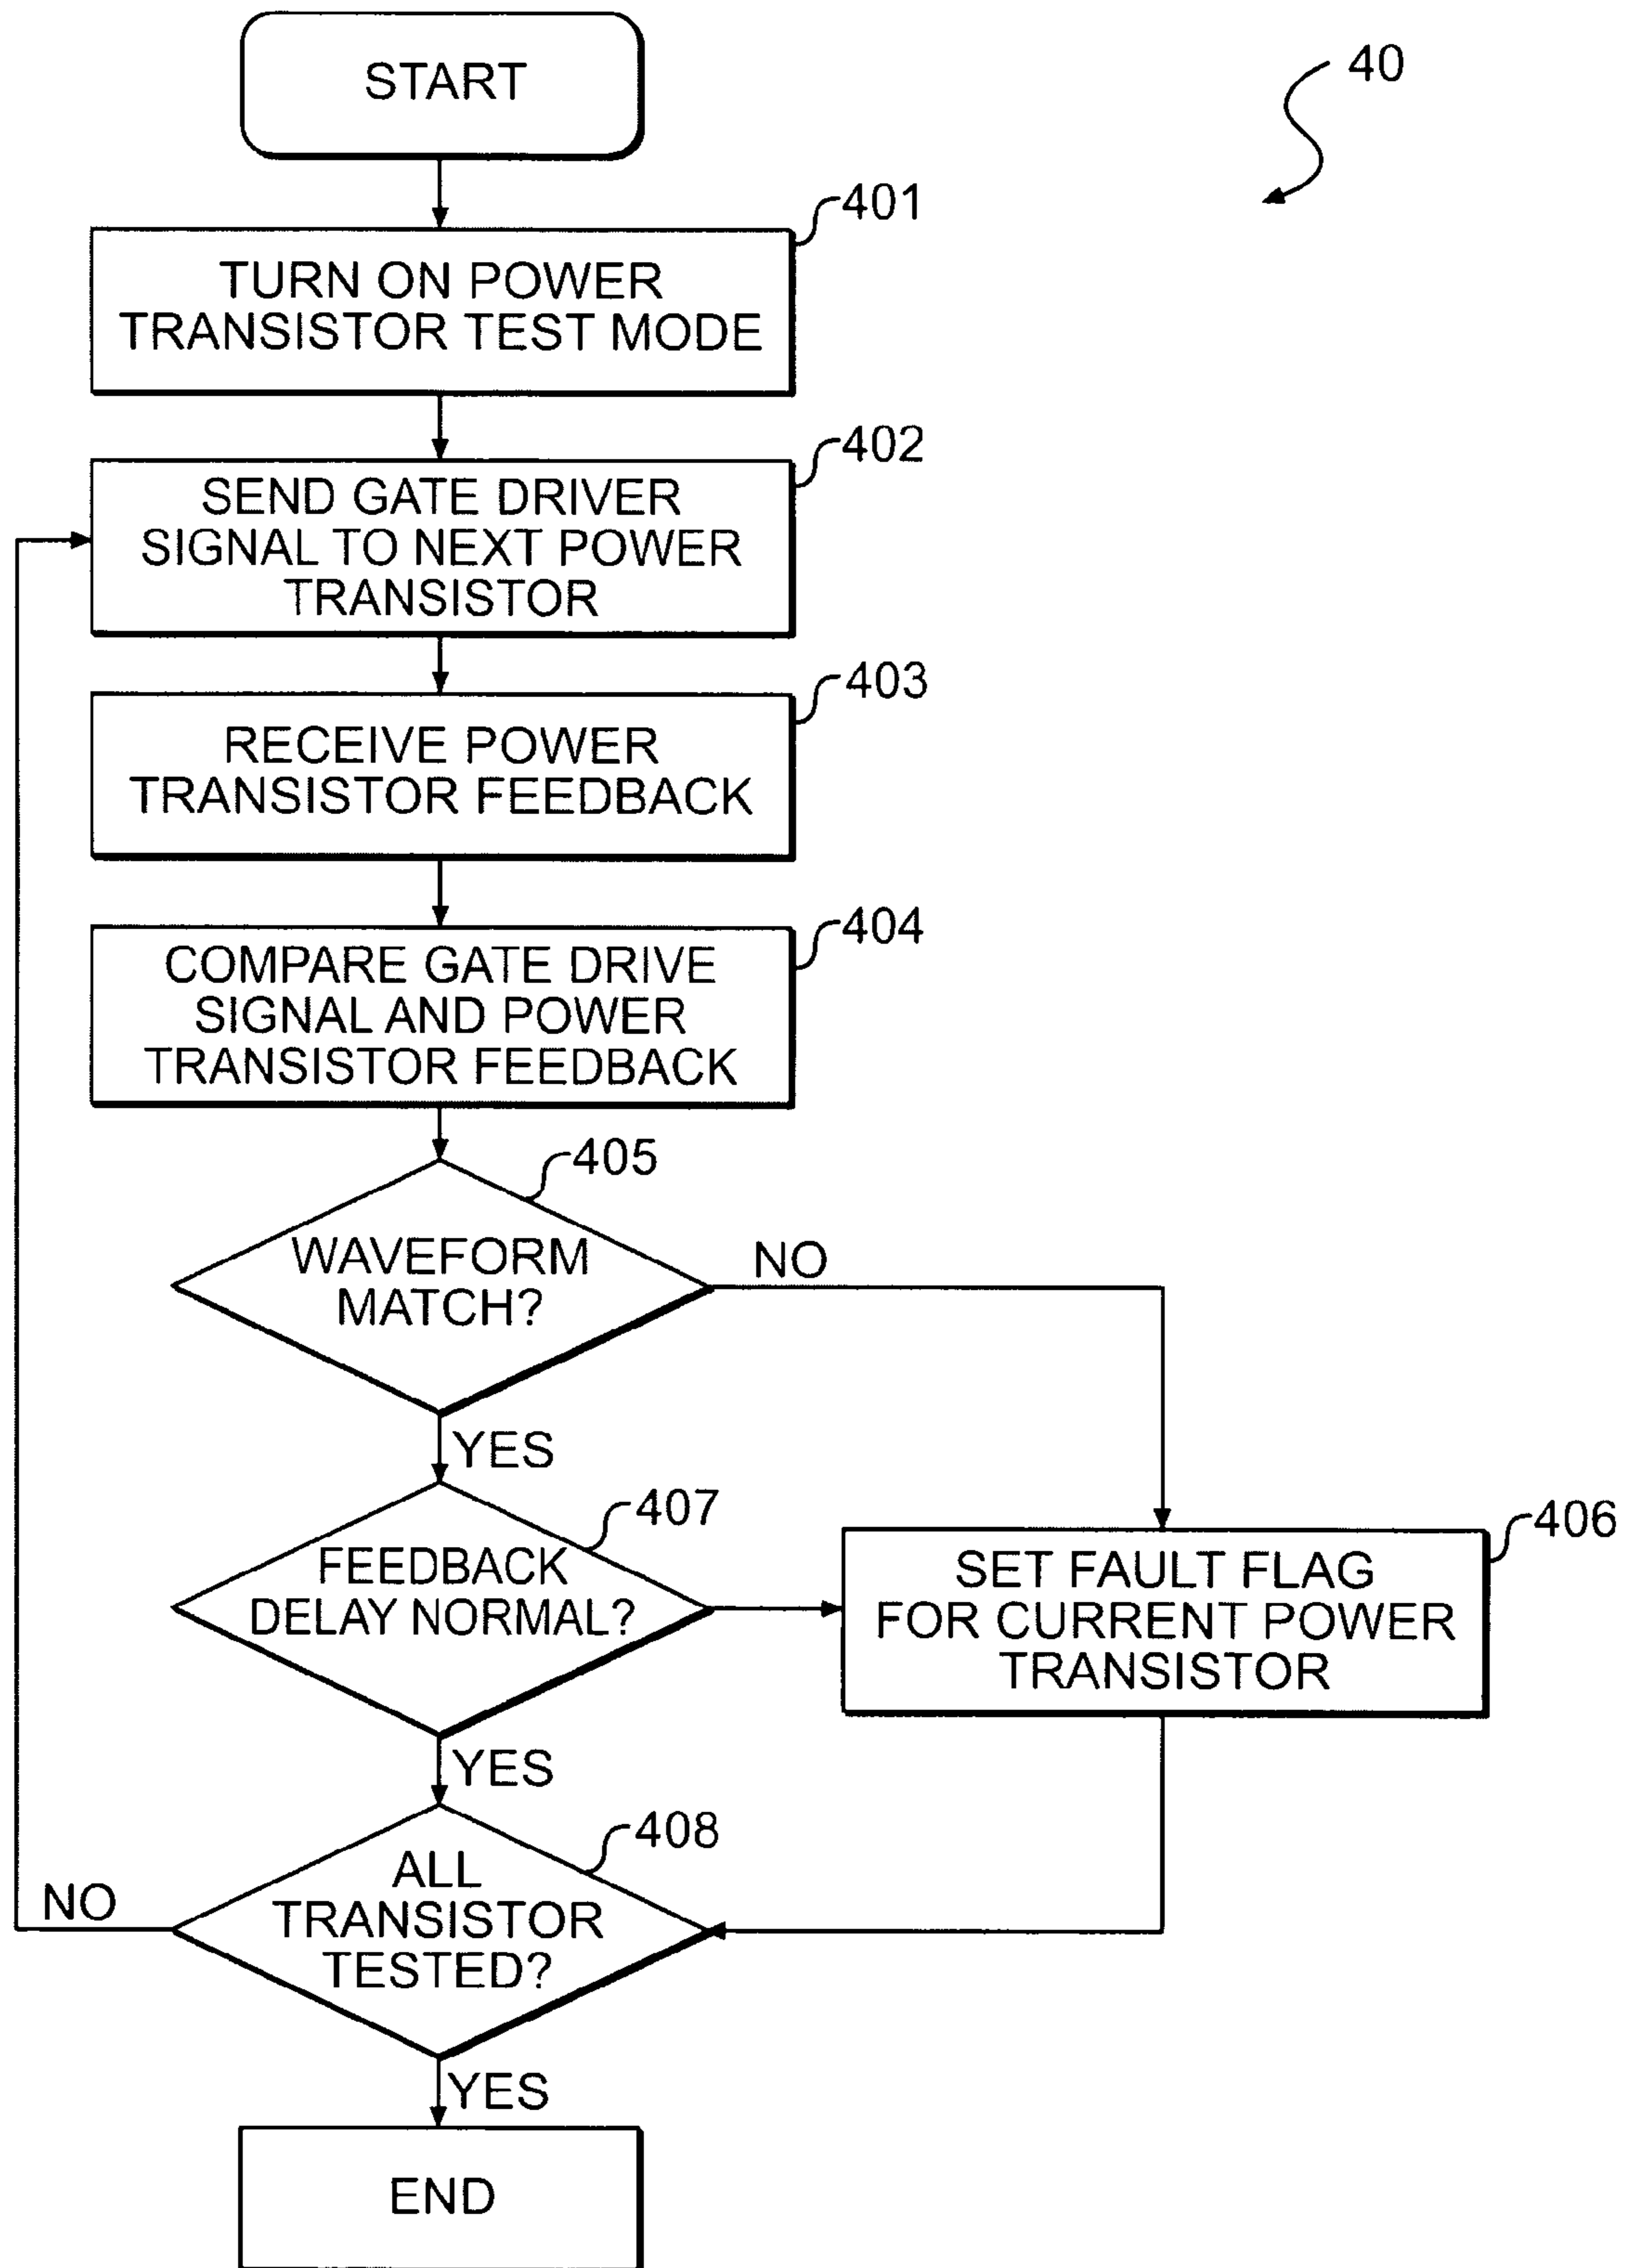 START
40
401
TURN ON POWER
TRANSISTOR TEST MODE
402
SEND GATE DRIVER
SIGNAL TO NEXT POWER
TRANSISTOR
403
RECEIVE POWER
TRANSISTOR FEEDBACK
404
COMPARE GATE DRIVE
SIGNAL AND POWER
TRANSISTOR FEEDBACK
405
WAVEFORM
MATCH?
NO
YES
407
FEEDBACK
DELAY NORMAL?
406
SET FAULT FLAG
FOR CURRENT POWER
TRANSISTOR
YES
408
ALL
TRANSISTOR
TESTED?
NO
YES
END